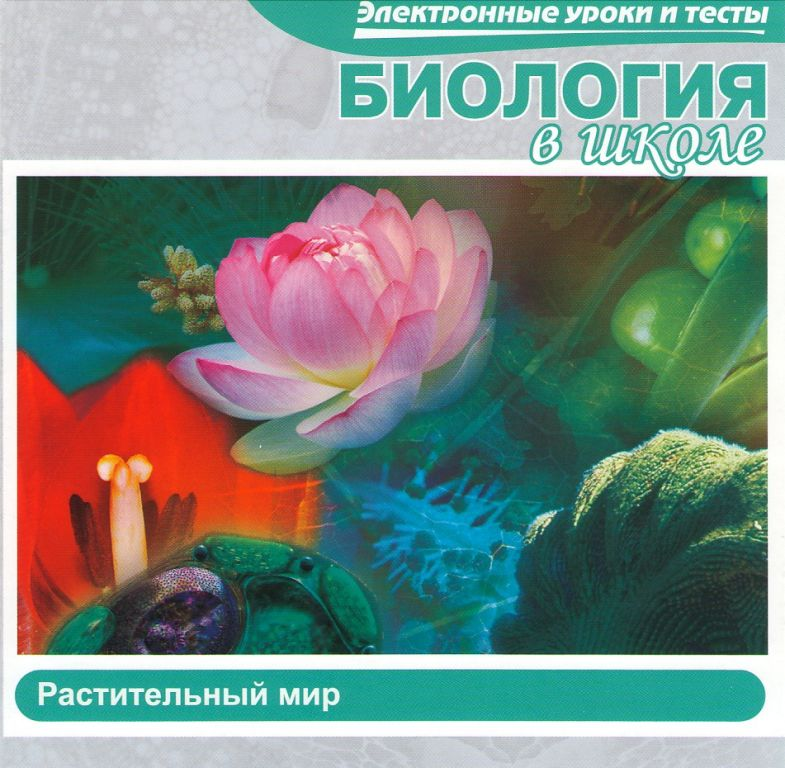 Электронные уроки и тесты
БИОЛОГИЯ
в школе
Растительный мир